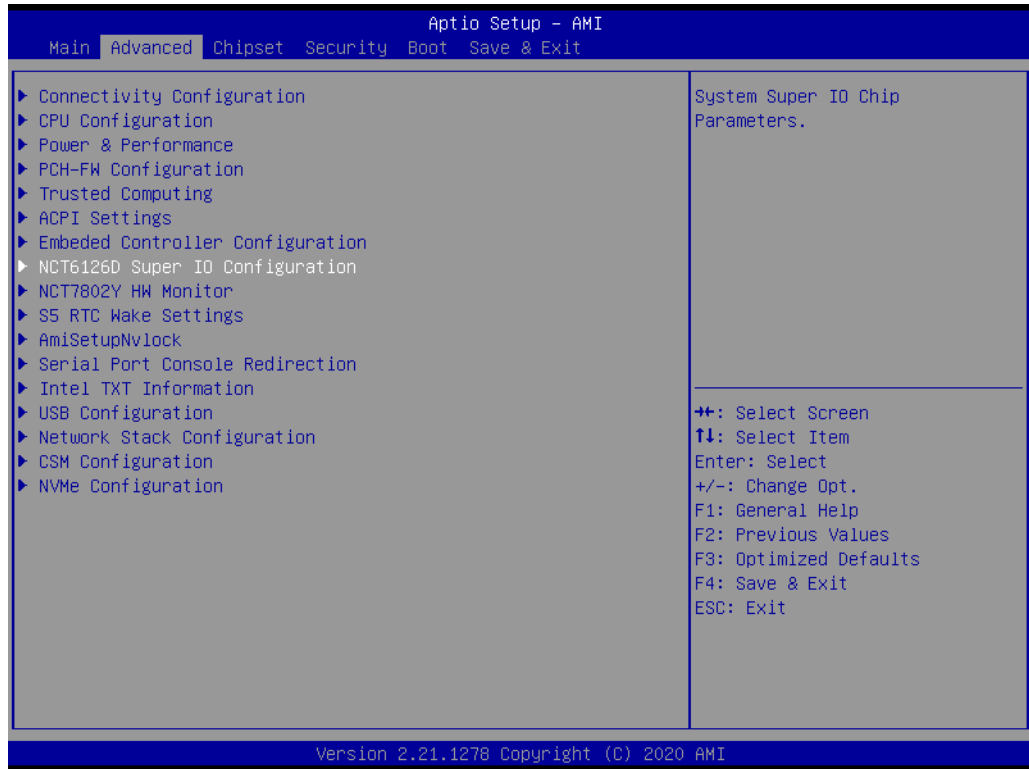 Aptio Setup – AMI
Main Advanced Chipset Security Boot Save & Exit
▶ Connectivity Configuration
▶ CPU Configuration
▶ Power & Performance
▶ PCH-FW Configuration
▶ Trusted Computing
▶ ACPI Settings
▶ Embeded Controller Configuration
▶ NCT6126D Super IO Configuration
▶ NCT7802Y HW Monitor
▶ S5 RTC Wake Settings
▶ AmiSetupNvlock
▶ Serial Port Console Redirection
▶ Intel TXT Information
▶ USB Configuration
▶ Network Stack Configuration
▶ CSM Configuration
▶ NVMe Configuration
System Super IO Chip
Parameters.
→←: Select Screen
↑↓: Select Item
Enter: Select
+/-: Change Opt.
F1: General Help
F2: Previous Values
F3: Optimized Defaults
F4: Save & Exit
ESC: Exit
Version 2.21.1278 Copyright (C) 2020 AMI